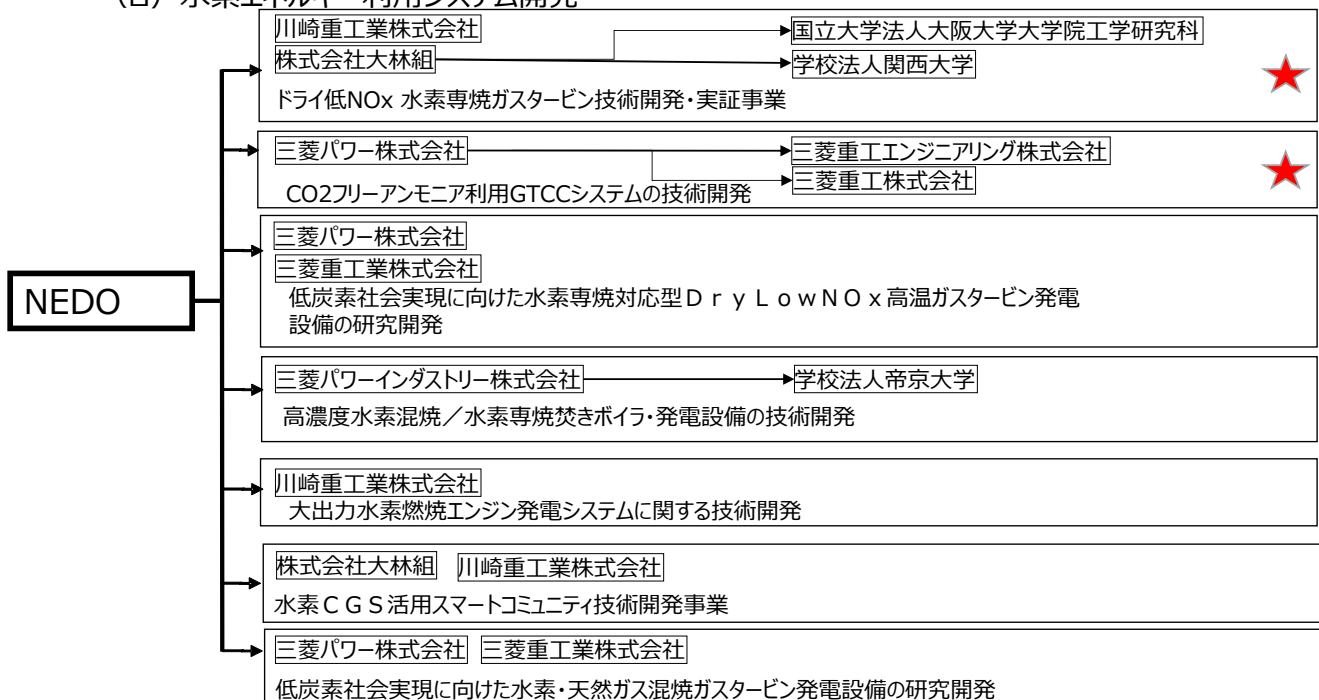 (ロ) 水素エネルギー利用システム開発
川崎重工業株式会社
国立大学法人大阪大学大学院工学研究科
株式会社大林組
学校法人関西大学
ドライ低NOx 水素専焼ガスタービン技術開発・実証事業
三菱パワー株式会社
三菱重工エンジニアリング株式会社
三菱重工株式会社
CO2フリーアンモニア利用GTCCシステムの技術開発
三菱パワー株式会社
三菱重工業株式会社
低炭素社会実現に向けた水素専焼対応型ＤｒｙＬｏｗＮＯｘ高温ガスタービン発電
設備の研究開発
NEDO
三菱パワーインダストリー株式会社
学校法人帝京大学
高濃度水素混焼／水素専焼焚きボイラ・発電設備の技術開発
川崎重工業株式会社
大出力水素燃焼エンジン発電システムに関する技術開発
株式会社大林組 川崎重工業株式会社
水素ＣＧＳ活用スマートコミュニティ技術開発事業
三菱パワー株式会社 三菱重工業株式会社
低炭素社会実現に向けた水素・天然ガス混焼ガスタービン発電設備の研究開発